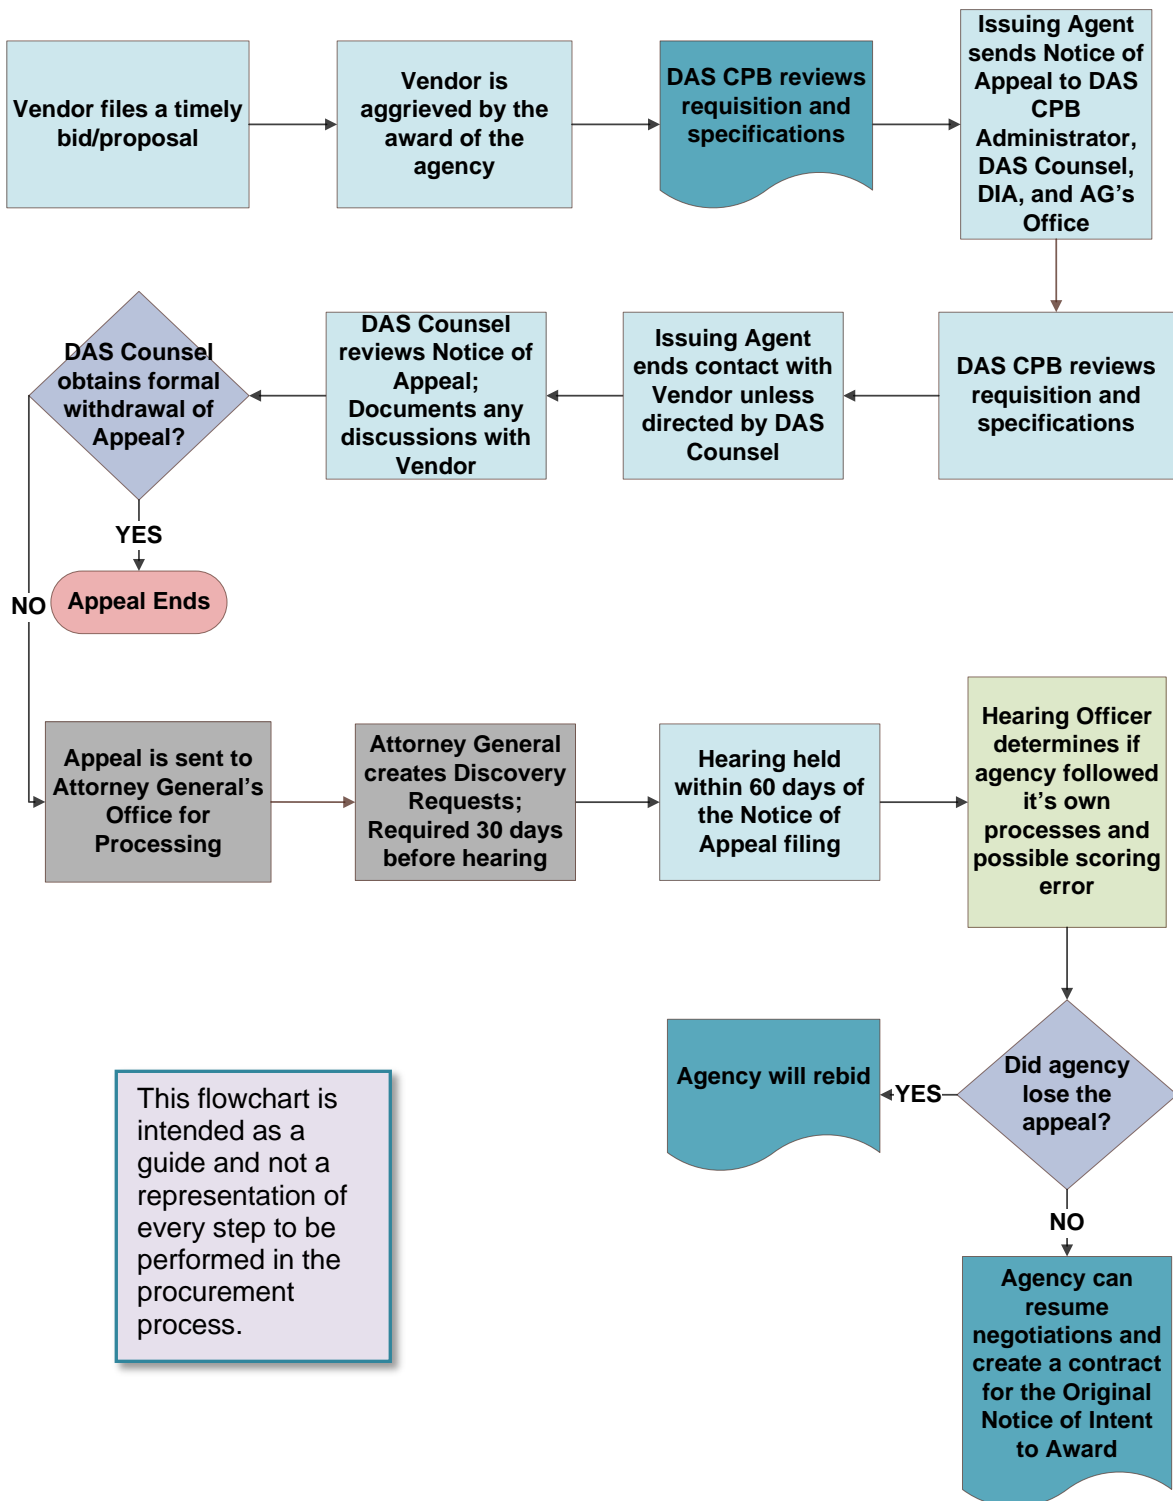 Vendor files a timely
bid/proposal
Vendor is
aggrieved by the
award of the
agency
DAS CPB reviews
requisition and
specifications
Issuing Agent
sends Notice of
Appeal to DAS
CPB
Administrator,
DAS Counsel,
DIA, and AG's
Office
DAS CPB reviews
requisition and
specifications
Issuing Agent
ends contact with
Vendor unless
directed by DAS
Counsel
DAS Counsel
reviews Notice of
Appeal;
Documents any
discussions with
Vendor
DAS Counsel
obtains formal
withdrawal of
Appeal?
YES
Appeal Ends
NO
Appeal is sent to
Attorney General's
Office for
Processing
Attorney General
creates Discovery
Requests;
Required 30 days
before hearing
Hearing held
within 60 days of
the Notice of
Appeal filing
Hearing Officer
determines if
agency followed
it's own
processes and
possible scoring
error
Did agency
lose the
appeal?
YES
Agency will rebid
NO
Agency can
resume
negotiations and
create a contract
for the Original
Notice of Intent
to Award
This flowchart is
intended as a
guide and not a
representation of
every step to be
performed in the
procurement
process.